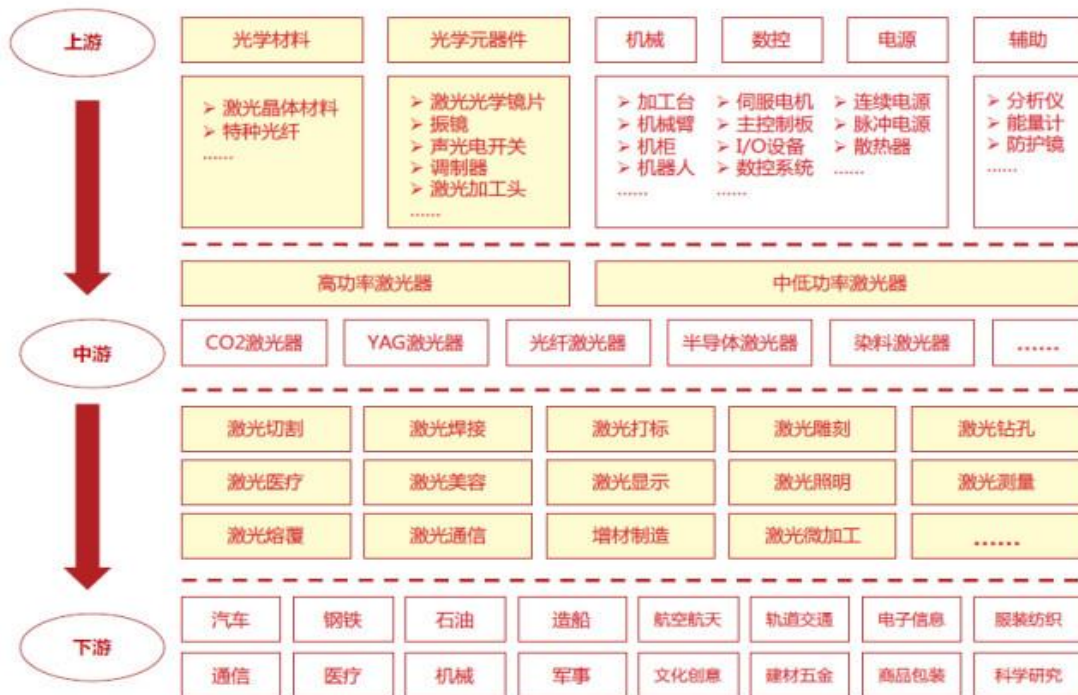 上游
光学材料
光学元器件
机械
数控
电源
辅助
➢ 激光晶体材料
➢ 特种光纤
……
➢ 激光光学镜片
➢ 振镜
➢ 声光电开关
➢ 调制器
➢ 激光加工头
……
➢ 加工台
➢ 机械臂
➢ 机柜
➢ 机器人
……
➢ 伺服电机
➢ 主控制板
➢ I/O设备
➢ 数控系统
……
➢ 连续电源
➢ 脉冲电源
➢ 散热器
……
➢ 分析仪
➢ 能量计
➢ 防护镜
……
高功率激光器
中低功率激光器
中游
CO2激光器
YAG激光器
光纤激光器
半导体激光器
染料激光器
……
激光切割
激光焊接
激光打标
激光雕刻
激光钻孔
激光医疗
激光美容
激光显示
激光照明
激光测量
激光熔覆
激光通信
增材制造
激光微加工
……
下游
汽车
钢铁
石油
造船
航空航天
轨道交通
电子信息
服装纺织
通信
医疗
机械
军事
文化创意
建材五金
商品包装
科学研究